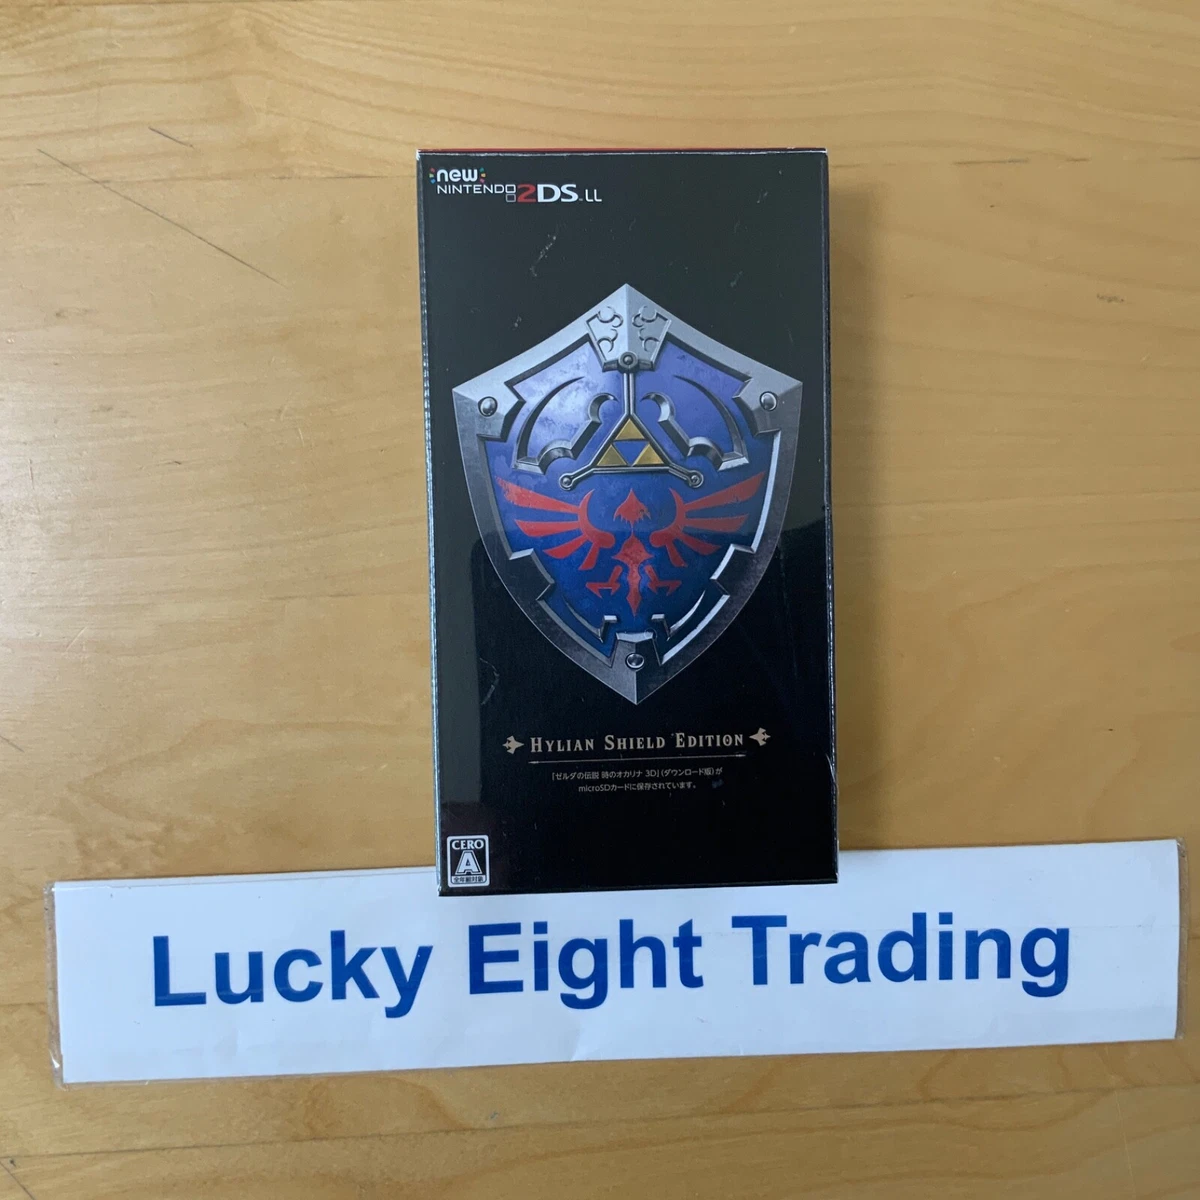 new
NINTENDO 2DS LL
HYLIAN SHIELD EDITION
「ゼルダの伝説 時のオカリナ 3D」(ダウンロード版)が
microSDカードに保存されています。
CERO
A
全年齢対象
Lucky Eight Trading